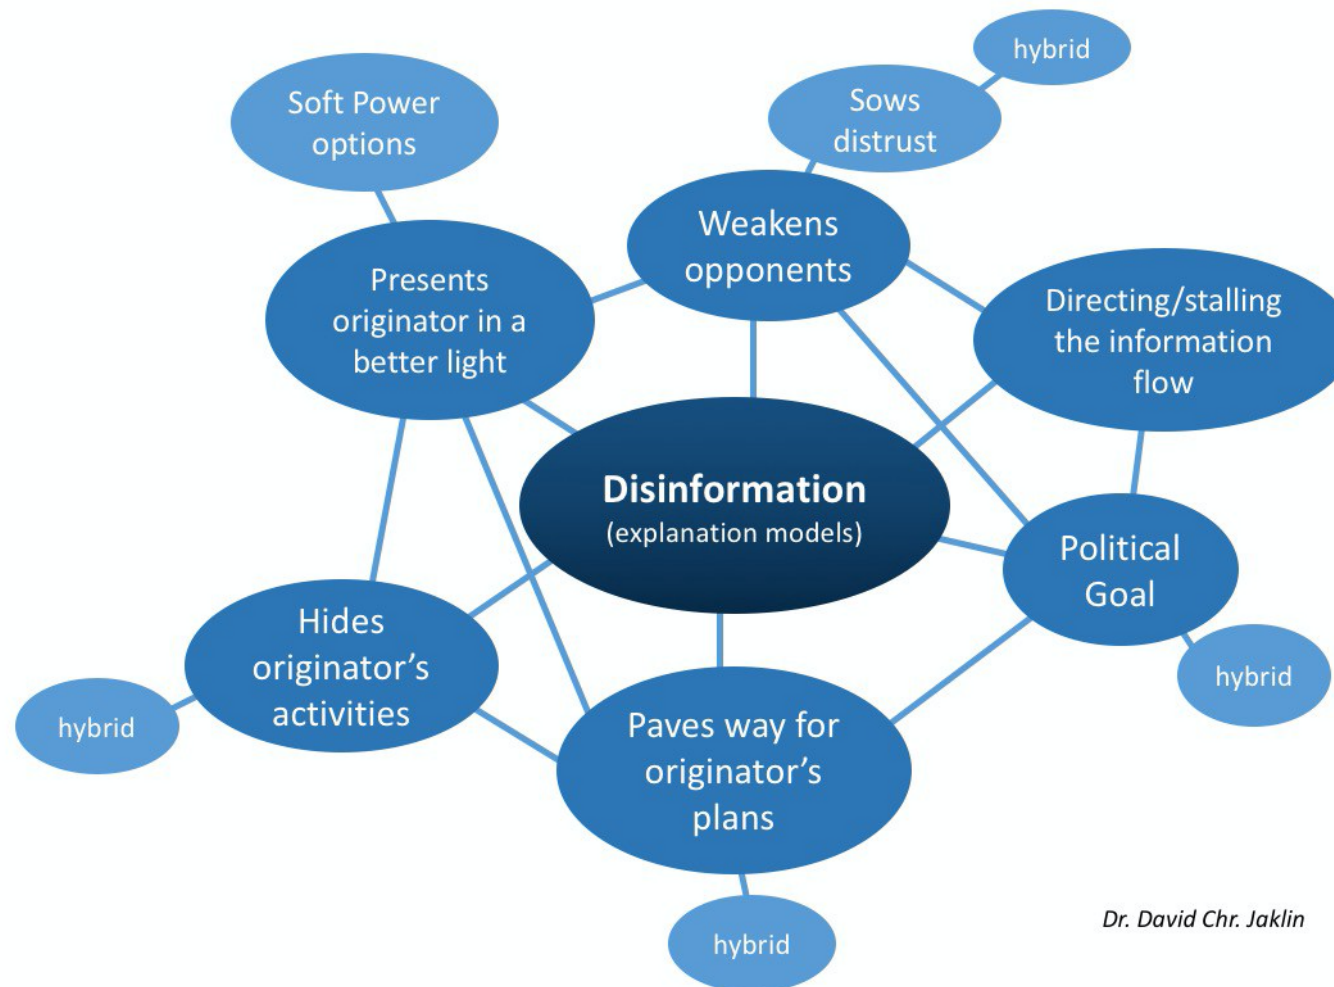 hybrid
Soft Power
options
Sows
distrust
Weakens
opponents
Presents
originator in a
better light
Directing/stalling
the information
flow
Disinformation
(explanation models)
Political
Goal
Hides
originator’s
activities
hybrid
hybrid
Paves way for
originator’s
plans
hybrid
Dr. David Chr. Jaklin